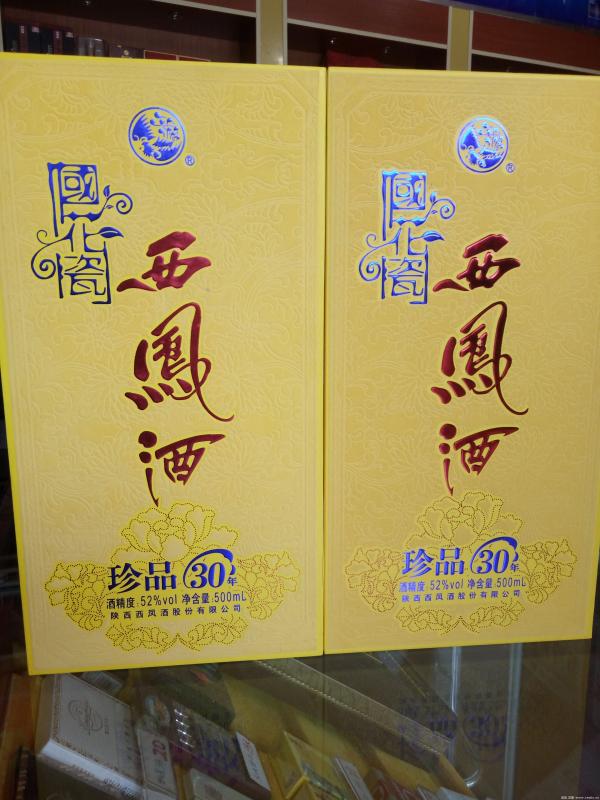 國花瓷
西鳳酒
珍品30年
酒精度:52%vol 净含量:500mL
陕西西凤酒股份有限公司
國花瓷
西鳳酒
珍品30年
酒精度:52%vol 净含量:500mL
陕西西凤酒股份有限公司